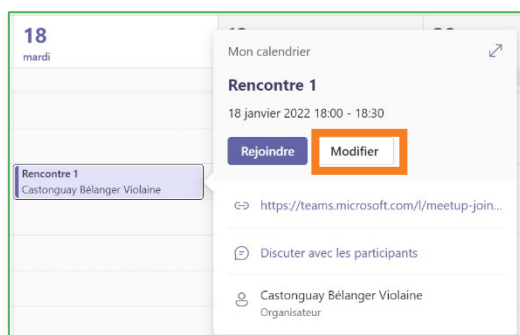 18
mardi
Mon calendrier
Rencontre 1
18 janvier 2022 18:00 - 18:30
Rejoindre Modifier
Rencontre 1
Castonguay Bélanger Violaine
https://teams.microsoft.com/l/meetup-join...
Discuter avec les participants
Castonguay Bélanger Violaine
Organisateur